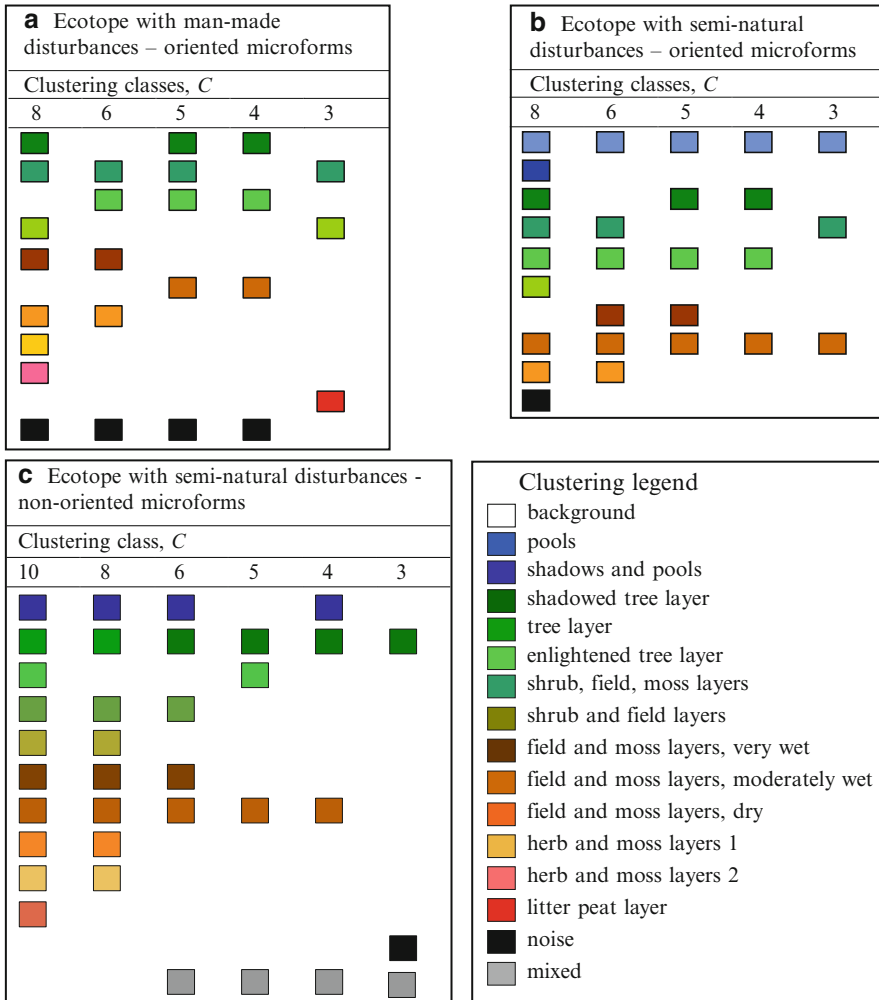 a Ecotope with man-made
disturbances – oriented microforms
Clustering classes, C
8 6 5 4 3
b Ecotope with semi-natural
disturbances – oriented microforms
Clustering classes, C
8 6 5 4 3
c Ecotope with semi-natural disturbances -
non-oriented microforms
Clustering class, C
10 8 6 5 4 3
Clustering legend
background
pools
shadows and pools
shadowed tree layer
tree layer
enlightened tree layer
shrub, field, moss layers
shrub and field layers
field and moss layers, very wet
field and moss layers, moderately wet
field and moss layers, dry
herb and moss layers 1
herb and moss layers 2
litter peat layer
noise
mixed